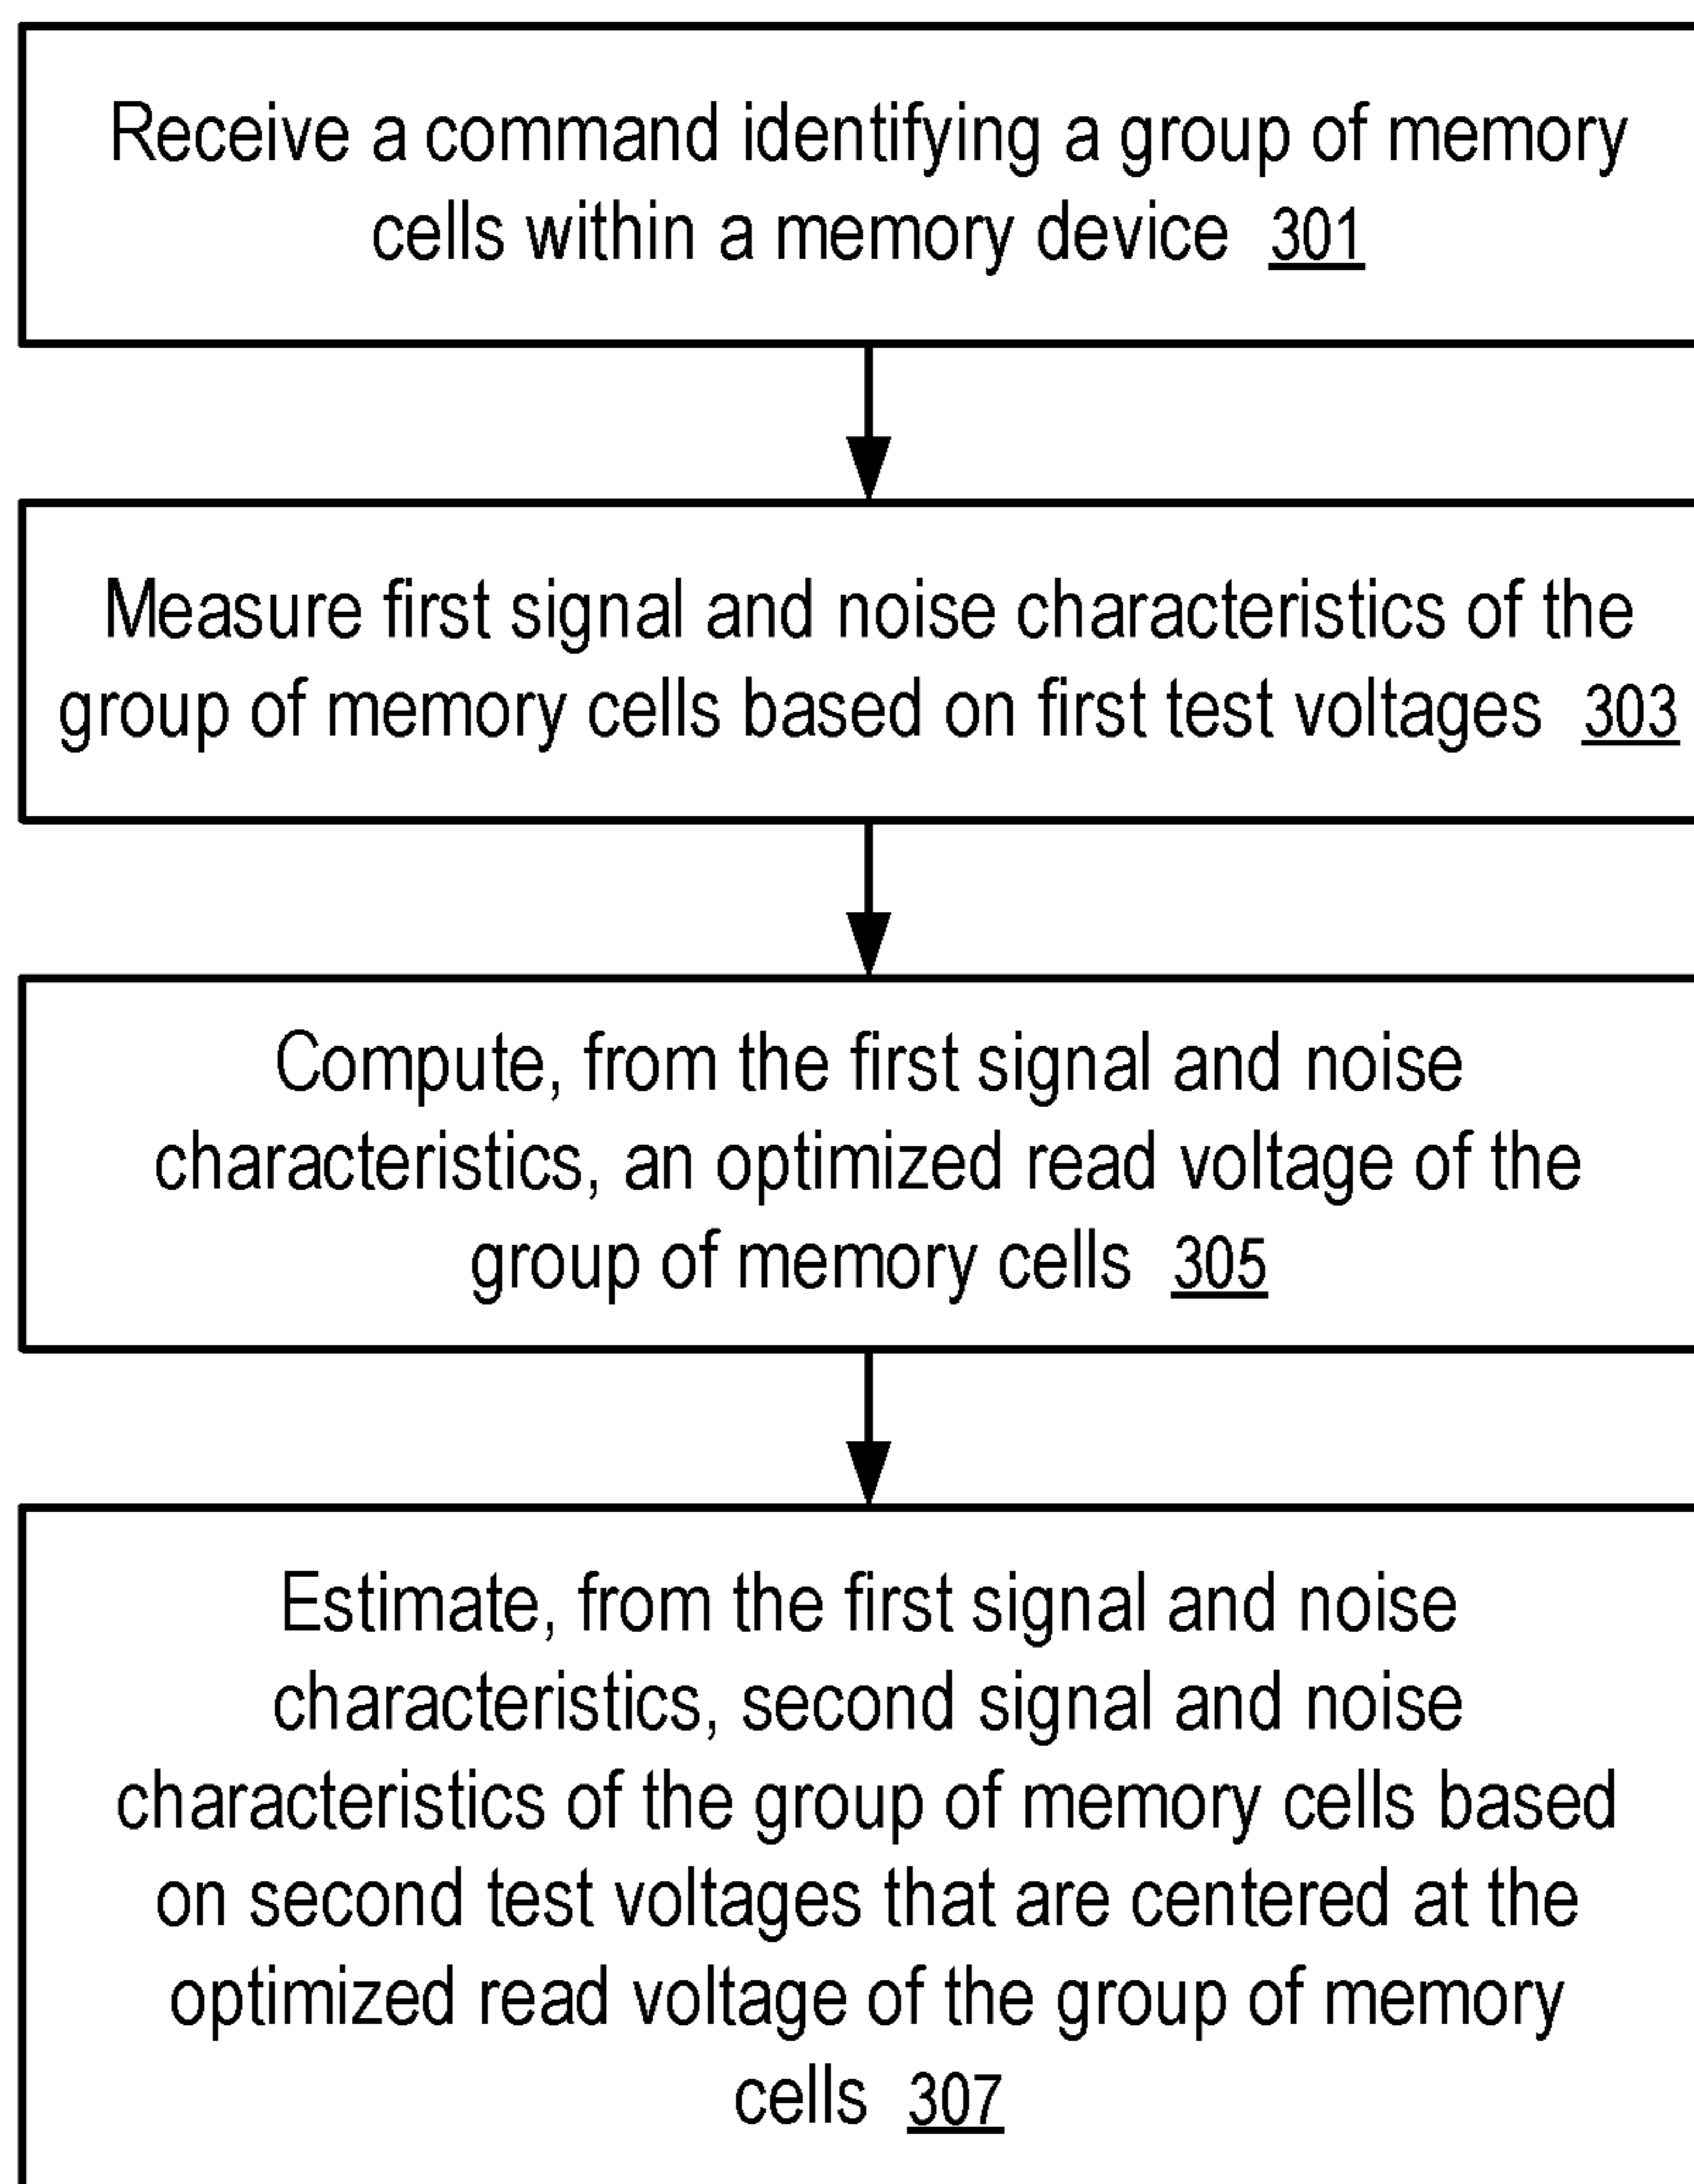 Receive a command identifying a group of memory
cells within a memory device 301
Measure first signal and noise characteristics of the
group of memory cells based on first test voltages 303
Compute, from the first signal and noise
characteristics, an optimized read voltage of the
group of memory cells 305
Estimate, from the first signal and noise
characteristics, second signal and noise
characteristics of the group of memory cells based
on second test voltages that are centered at the
optimized read voltage of the group of memory
cells 307